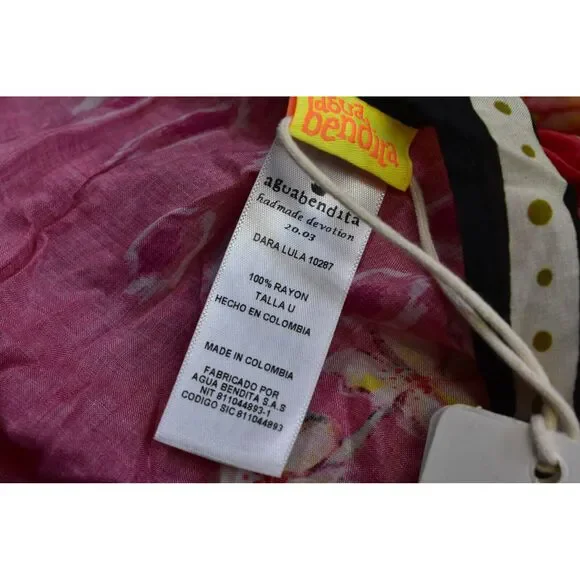 agua
bendita
aguabendita
hadmade devotion
20.03
DARA LULA 10287
100% RAYON
TALLA U
HECHO EN COLOMBIA
MADE IN COLOMBIA
FABRICADO POR
AGUA BENDITA S.A.S
NIT 811044893-1
CODIGO SIC 811044893